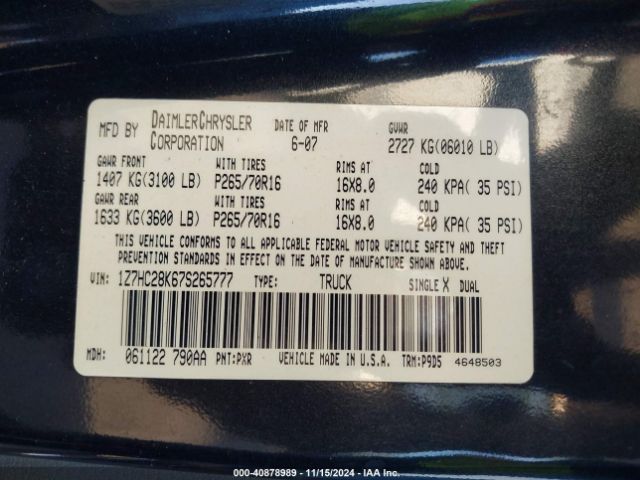 MFD BY DAIMLERCHRYSLER CORPORATION DATE OF MFR 6-07 GVWR 2727 KG(06010 LB)
GAWR FRONT WITH TIRES RIMS AT COLD
1407 KG(3100 LB) P265/70R16 16X8.0 240 KPA( 35 PSI)
GAWR REAR WITH TIRES RIMS AT COLD
1633 KG(3600 LB) P265/70R16 16X8.0 240 KPA( 35 PSI)
THIS VEHICLE CONFORMS TO ALL APPLICABLE FEDERAL MOTOR VEHICLE SAFETY AND THEFT
PREVENTION STANDARDS IN EFFECT ON THE DATE OF MANUFACTURE SHOWN ABOVE.
VIN: 1Z7HC28K67S265777 TYPE: TRUCK SINGLE X DUAL
MDH: 061122 790AA PNT:PXR VEHICLE MADE IN U.S.A. TRM:P9D5 4648503
000-40878989 - 11/15/2024 - IAA Inc.